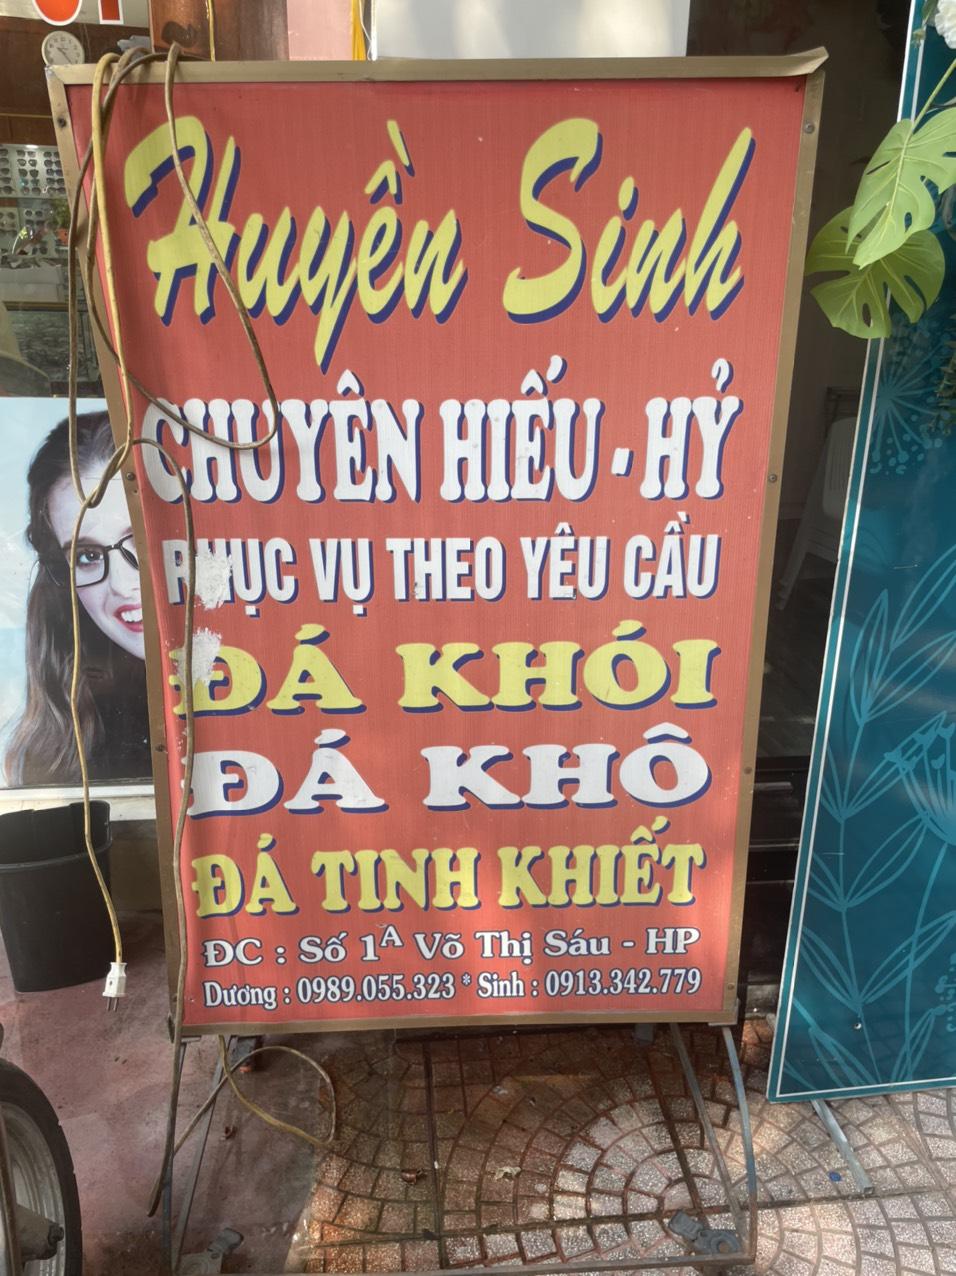 Huyền Sinh
CHUYÊN HIẾU - HỶ
PHỤC VỤ THEO YÊU CẦU
ĐÁ KHÓI
ĐÁ KHÔ
ĐÁ TINH KHIẾT
ĐC : Số 1A Võ Thị Sáu - HP
Dương : 0989.055.323 * Sinh : 0913.342.779